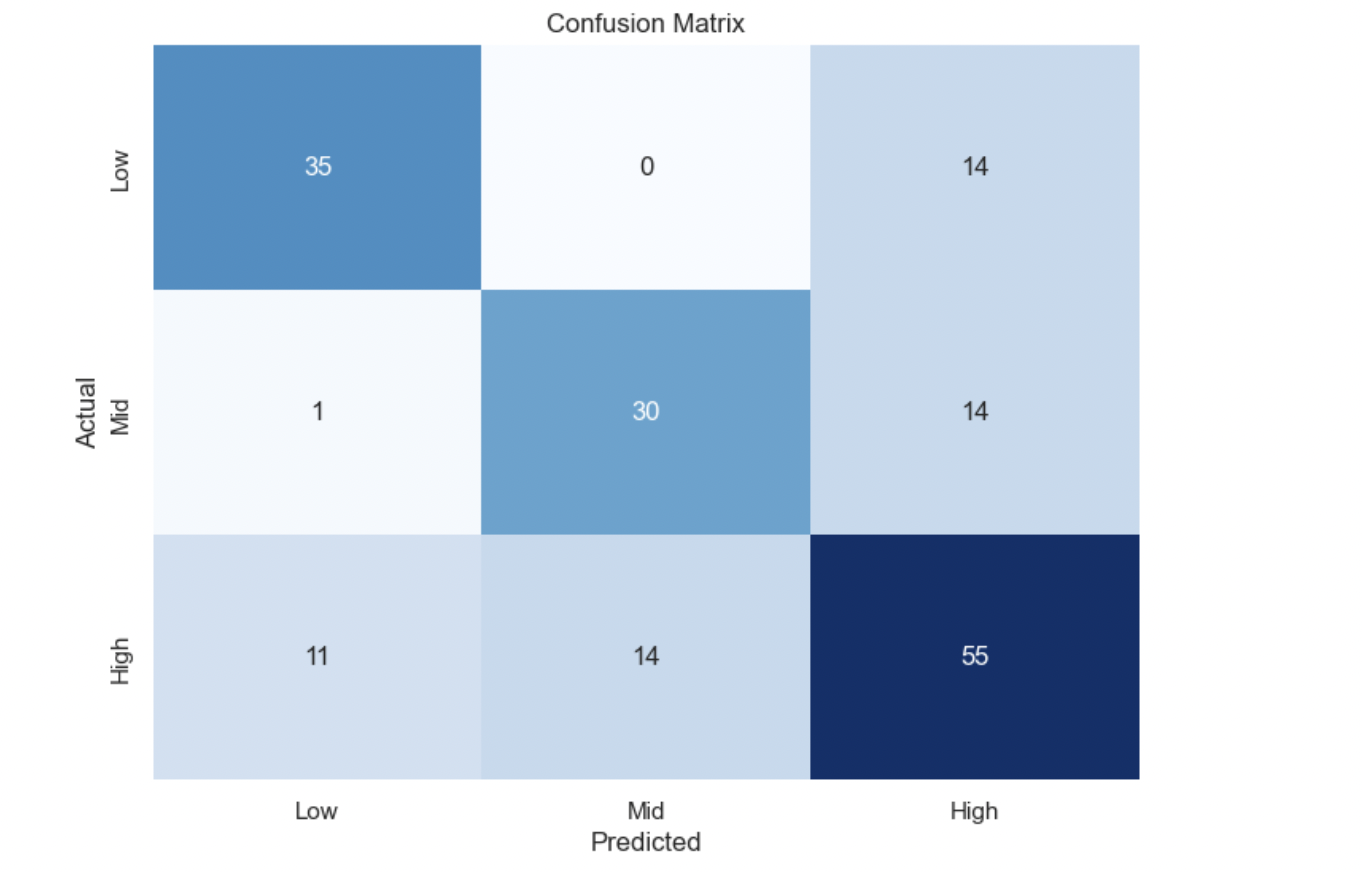 Confusion Matrix
Actual
Low
35 0 14
Mid
1 30 14
High
11 14 55
Low Mid High
Predicted